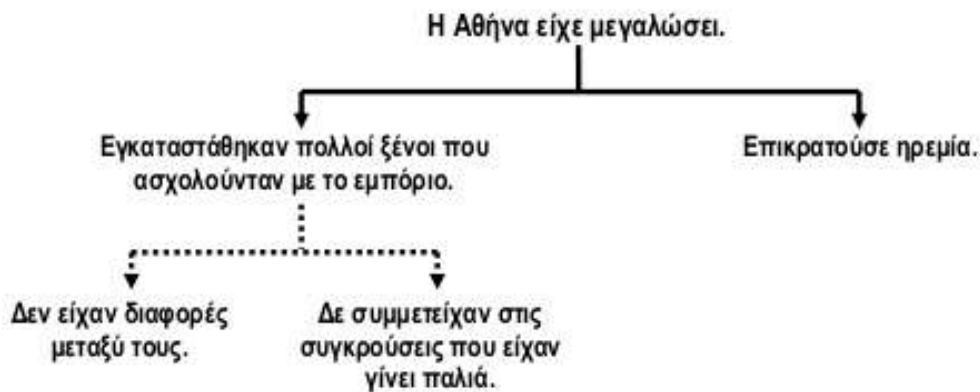 Η Αθήνα είχε μεγαλώσει.
Εγκαταστάθηκαν πολλοί ξένοι που
ασχολούνταν με το εμπόριο.
Επικρατούσε ηρεμία.
Δεν είχαν διαφορές
μεταξύ τους.
Δε συμμετείχαν στις
συγκρούσεις που είχαν
γίνει παλιά.